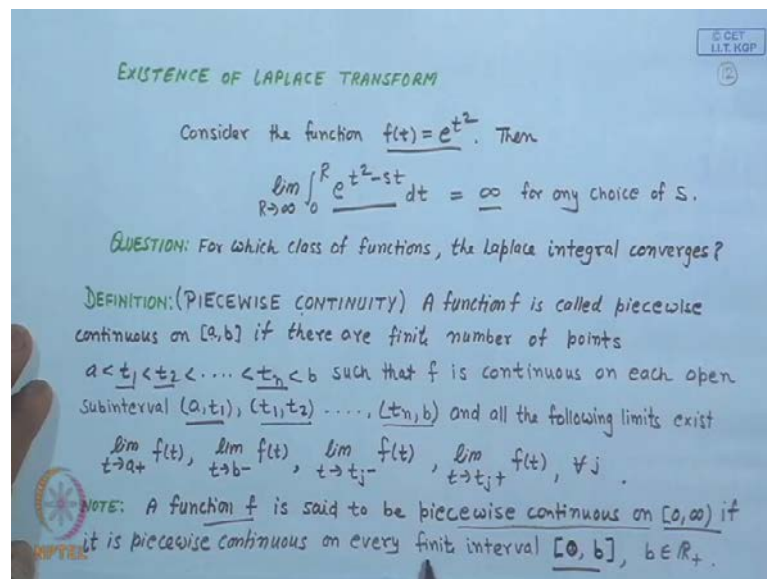 © CET
I.I.T. KGP
12
EXISTENCE OF LAPLACE TRANSFORM
Consider the function f(t) = e^{t^2}. Then
lim_{R→∞} ∫_0^R e^{t^2-st} dt = ∞ for any choice of s.
QUESTION: For which class of functions, the Laplace integral converges?
DEFINITION: (PIECEWISE CONTINUITY) A function f is called piecewise
continuous on [a,b] if there are finite number of points
a < t_1 < t_2 < .... < t_n < b such that f is continuous on each open
subinterval (a,t_1), (t_1,t_2) ...., (t_n,b) and all the following limits exist
lim_{t→a+} f(t), lim_{t→b-} f(t), lim_{t→t_j-} f(t), lim_{t→t_j+} f(t), ∀ j.
NOTE: A function f is said to be piecewise continuous on [0,∞) if
it is piecewise continuous on every finit interval [0, b], b ∈ R_+.
NPTEL